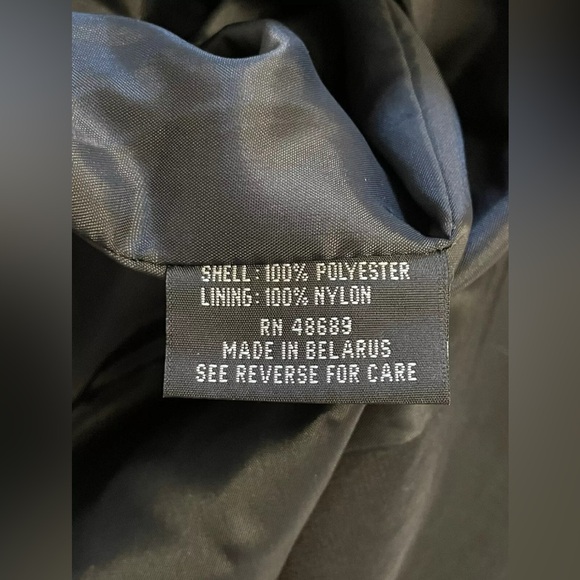 SHELL: 100% POLYESTER
LINING: 100% NYLON
RN 48689
MADE IN BELARUS
SEE REVERSE FOR CARE